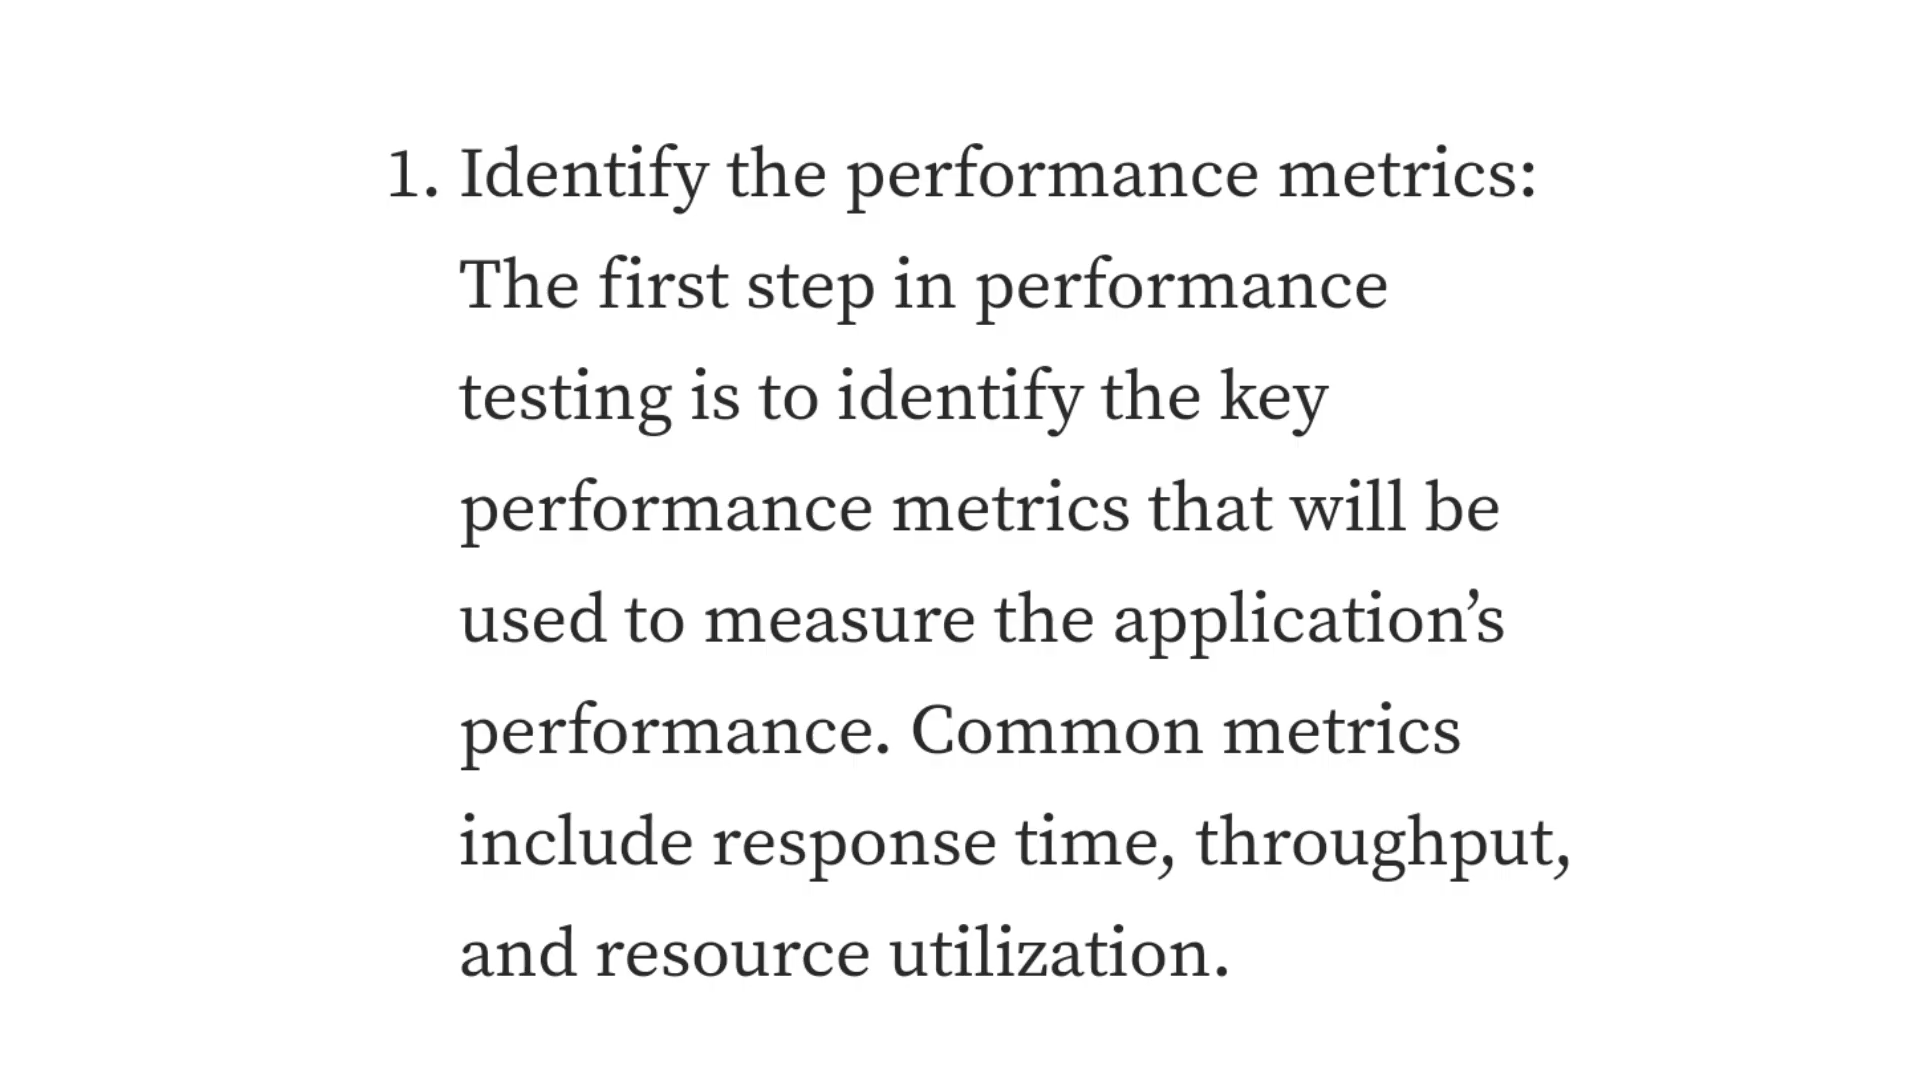 1. Identify the performance metrics:
The first step in performance
testing is to identify the key
performance metrics that will be
used to measure the application’s
performance. Common metrics
include response time, throughput,
and resource utilization.